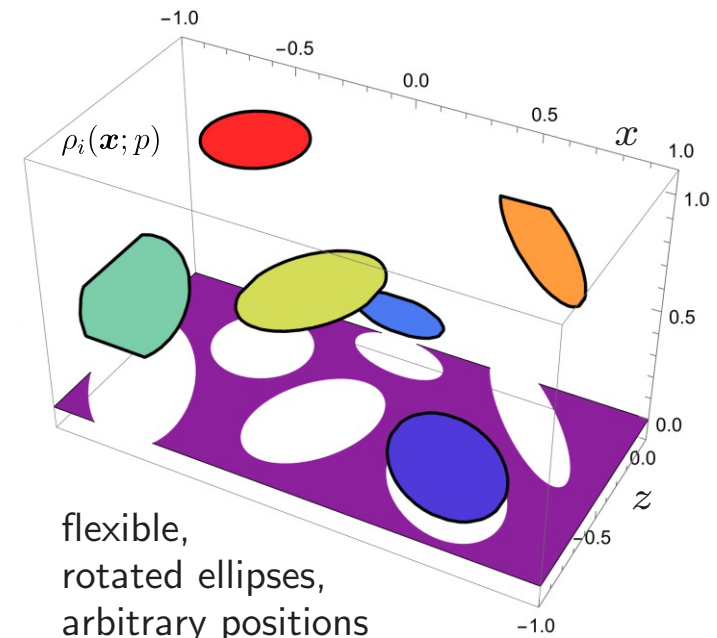 −1.0
−0.5
0.0
0.5
x
1.0
ρᵢ(𝒙; p)
1.0
0.5
0.0
0.0
z
−0.5
−1.0
flexible,
rotated ellipses,
arbitrary positions